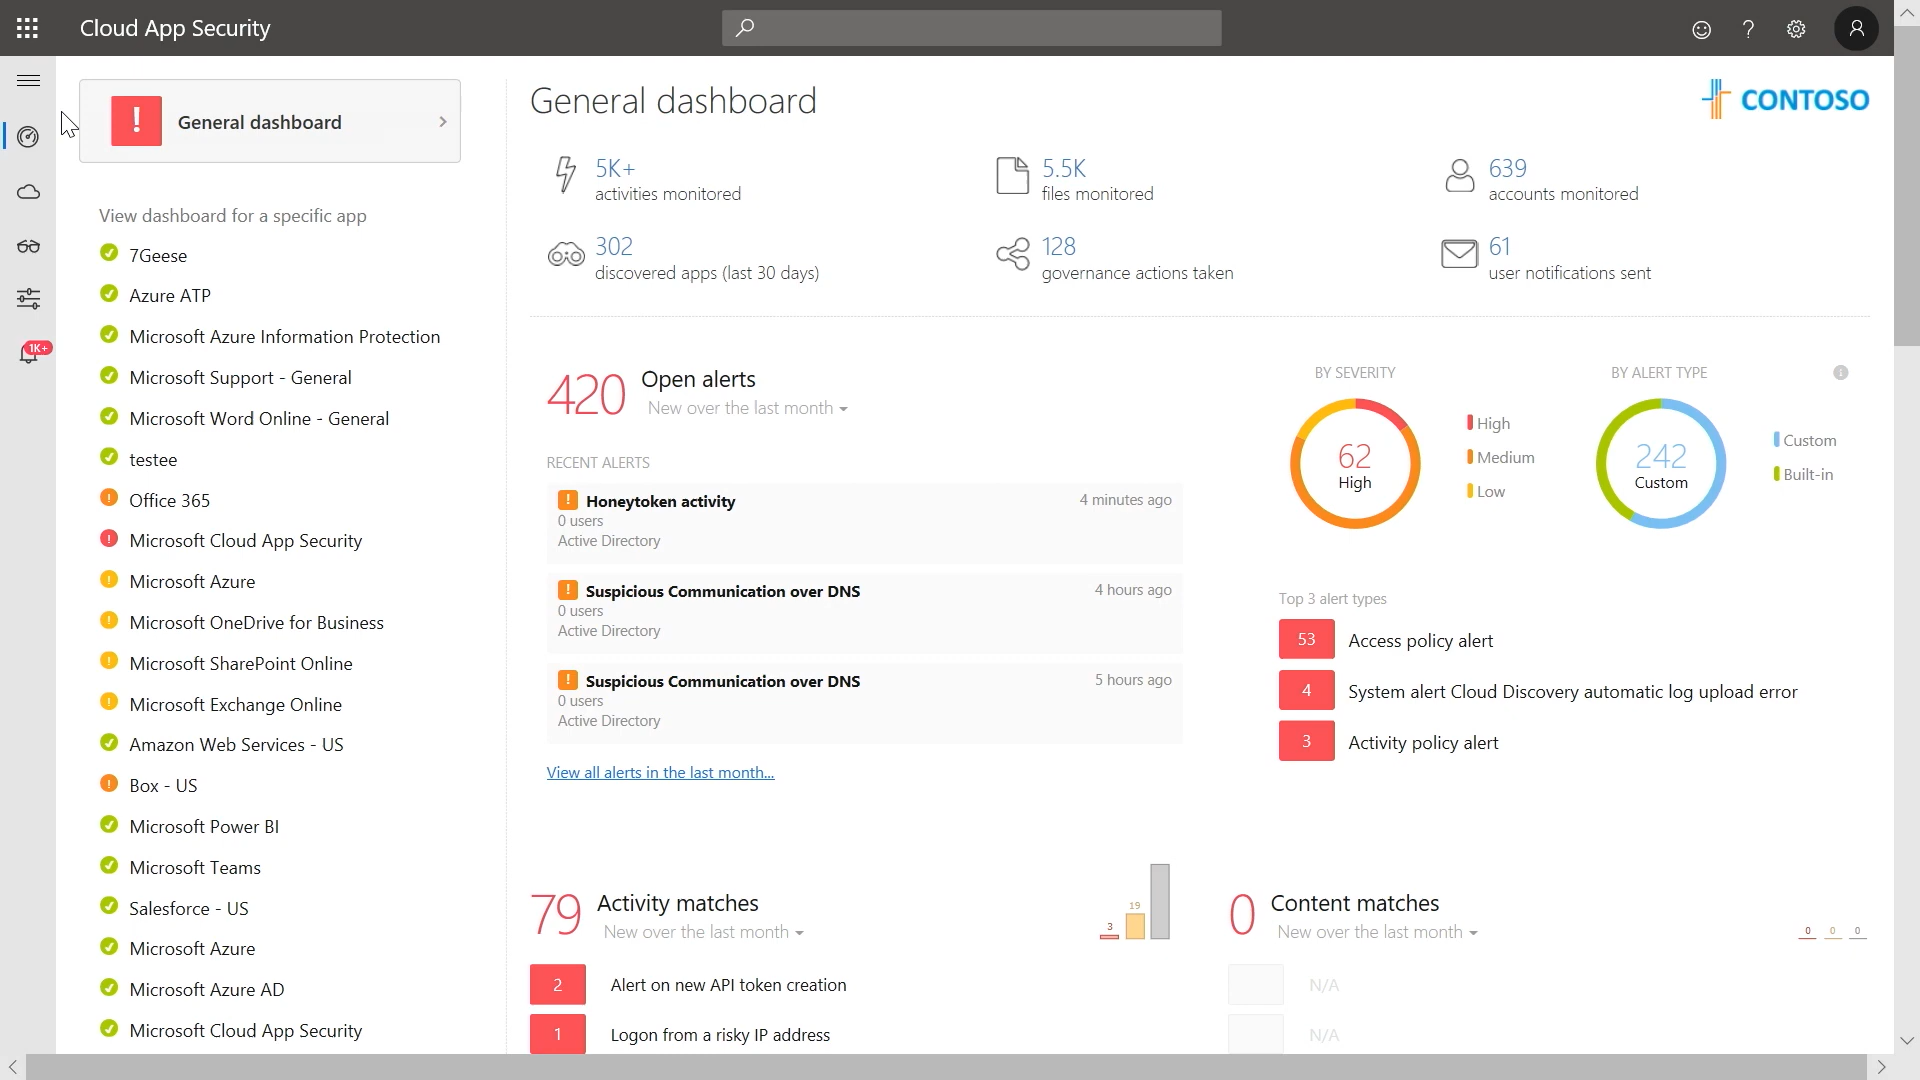 Cloud App Security
General dashboard
View dashboard for a specific app
7Geese
Azure ATP
Microsoft Azure Information Protection
Microsoft Support - General
Microsoft Word Online - General
testee
Office 365
Microsoft Cloud App Security
Microsoft Azure
Microsoft OneDrive for Business
Microsoft SharePoint Online
Microsoft Exchange Online
Amazon Web Services - US
Box - US
Microsoft Power BI
Microsoft Teams
Salesforce - US
Microsoft Azure
Microsoft Azure AD
Microsoft Cloud App Security
1K+
General dashboard
CONTOSO
5K+
activities monitored
5.5K
files monitored
639
accounts monitored
302
discovered apps (last 30 days)
128
governance actions taken
61
user notifications sent
420 Open alerts
New over the last month
RECENT ALERTS
Honeytoken activity 4 minutes ago
0 users
Active Directory
Suspicious Communication over DNS 4 hours ago
0 users
Active Directory
Suspicious Communication over DNS 5 hours ago
0 users
Active Directory
View all alerts in the last month...
BY SEVERITY
62
High
High
Medium
Low
BY ALERT TYPE
242
Custom
Custom
Built-in
Top 3 alert types
53 Access policy alert
4 System alert Cloud Discovery automatic log upload error
3 Activity policy alert
79 Activity matches
New over the last month
3 19
2 Alert on new API token creation
1 Logon from a risky IP address
0 Content matches
New over the last month
0 0 0
N/A
N/A